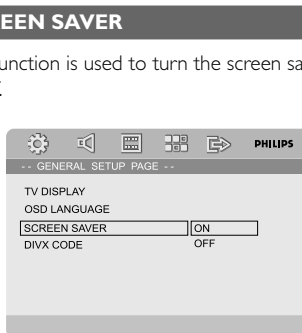 EEN SAVER
unction is used to turn the screen sa
PHILIPS
-- GENERAL SETUP PAGE --
TV DISPLAY
OSD LANGUAGE
SCREEN SAVER ON
DIVX CODE OFF